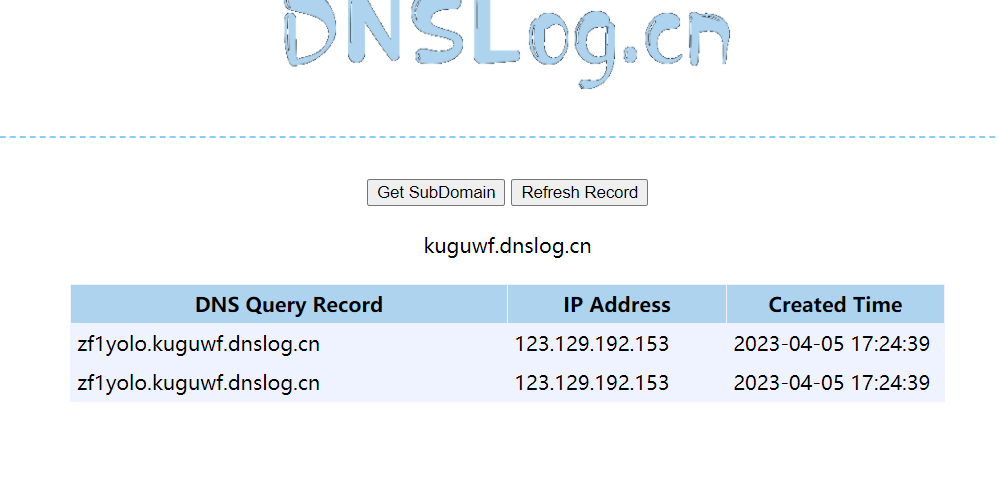 DNSLog.cn
Get SubDomain Refresh Record
kuguwf.dnslog.cn
DNS Query Record IP Address Created Time
zf1yolo.kuguwf.dnslog.cn 123.129.192.153 2023-04-05 17:24:39
zf1yolo.kuguwf.dnslog.cn 123.129.192.153 2023-04-05 17:24:39